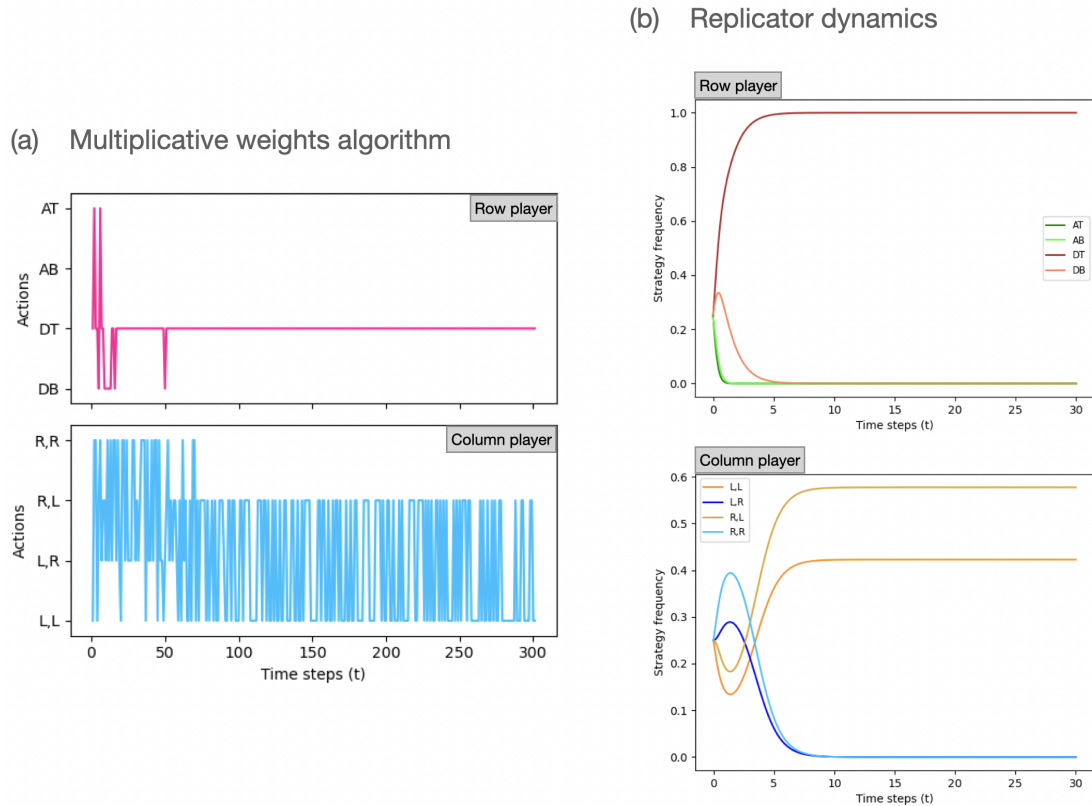 (a) Multiplicative weights algorithm
Row player
AT
AB
DT
DB
Actions
Column player
R,R
R,L
L,R
L,L
Actions
0 50 100 150 200 250 300
Time steps (t)
(b) Replicator dynamics
Row player
1.0
0.8
0.6
0.4
0.2
0.0
Strategy frequency
AT
AB
DT
DB
0 5 10 15 20 25 30
Time steps (t)
Column player
0.6
0.5
0.4
0.3
0.2
0.1
0.0
Strategy frequency
L,L
L,R
R,L
R,R
0 5 10 15 20 25 30
Time steps (t)